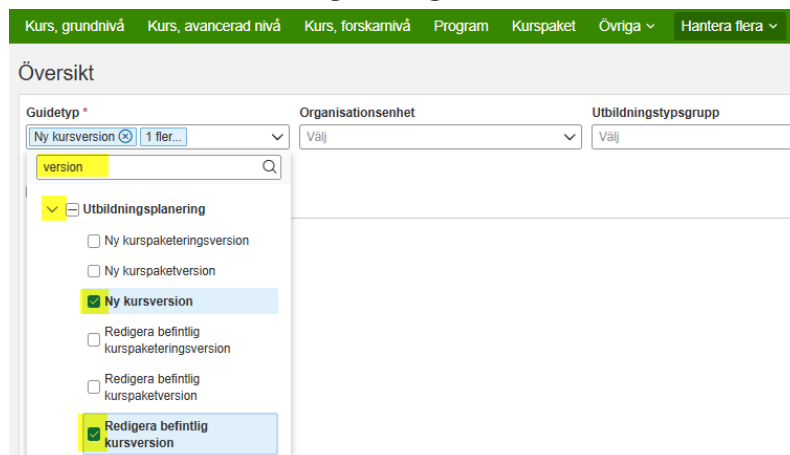 Kurs, grundnivå Kurs, avancerad nivå Kurs, forskarnivå Program Kurspaket Övriga Hantera flera
Översikt
Guidetyp * Organisationsenhet Utbildningstypsgrupp
Ny kursversion 1 fler... Välj Välj
version
Utbildningsplanering
Ny kurspaketeringsversion
Ny kurspaketversion
Ny kursversion
Redigera befintlig
kurspaketeringsversion
Redigera befintlig
kurspaketversion
Redigera befintlig
kursversion